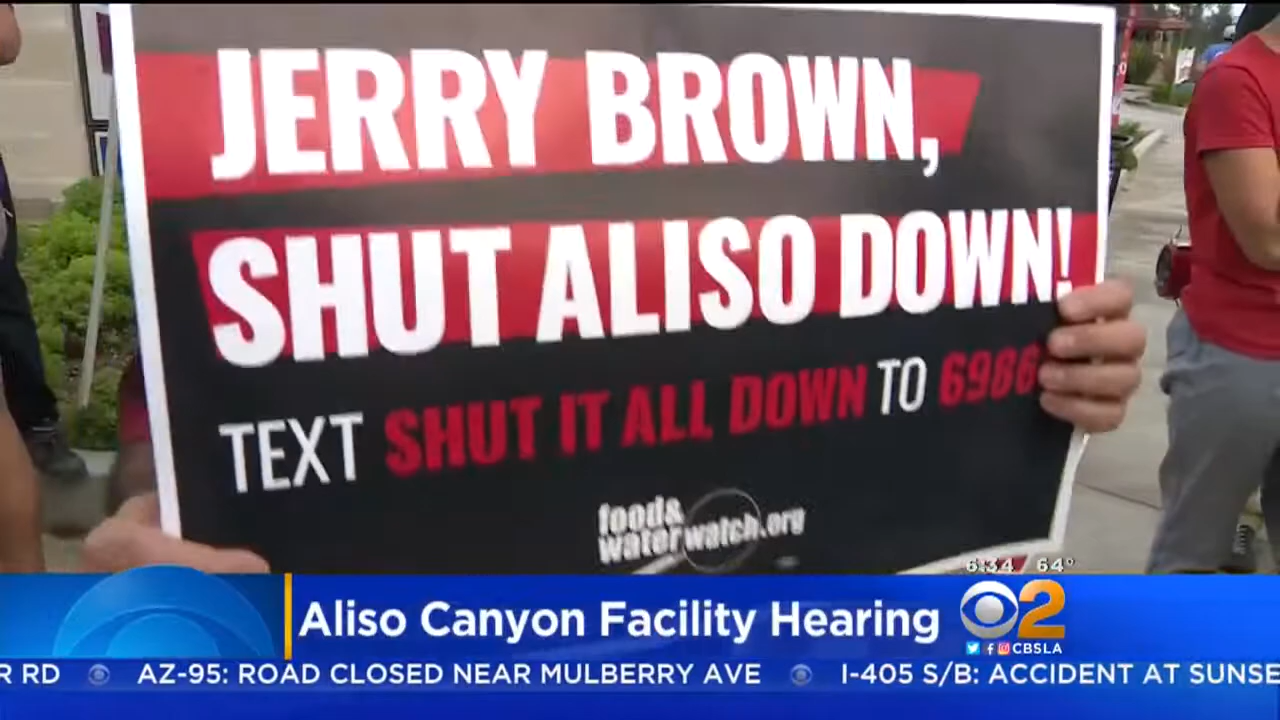 JERRY BROWN,
SHUT ALISO DOWN!
TEXT SHUT IT ALL DOWN TO 6986
food&
waterwatch.org
6:34 64°
Aliso Canyon Facility Hearing
2
CBSLA
R RD AZ-95: ROAD CLOSED NEAR MULBERRY AVE I-405 S/B: ACCIDENT AT SUNSE